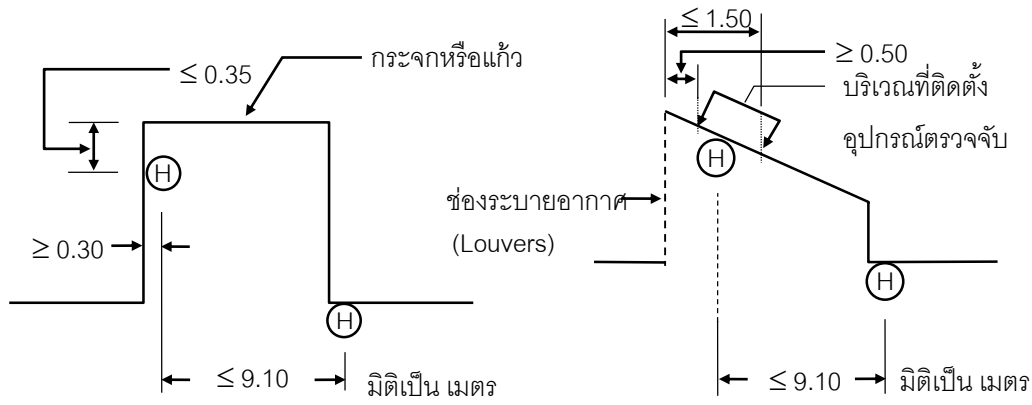 ≤ 0.35
กระจกหรือแก้ว
H
≥ 0.30
H
≤ 9.10
มิติเป็น เมตร
≤ 1.50
≥ 0.50
บริเวณที่ติดตั้ง
อุปกรณ์ตรวจจับ
H
ช่องระบายอากาศ
(Louvers)
H
≤ 9.10
มิติเป็น เมตร